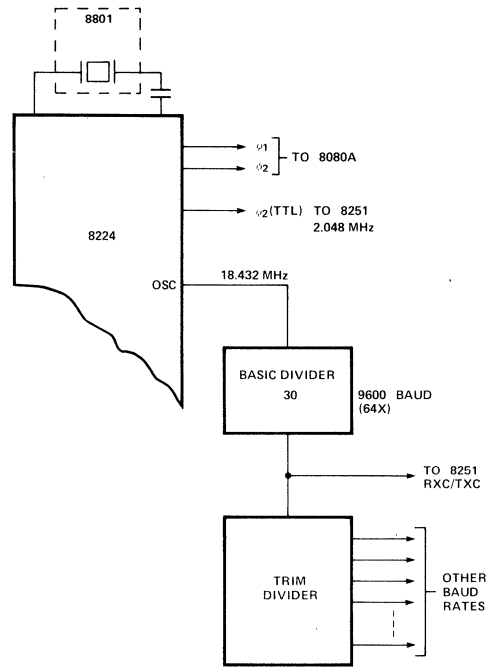 8801
φ1
φ2
TO 8080A
φ2 (TTL) TO 8251
2.048 MHz
8224
OSC
18.432 MHz
BASIC DIVIDER
30
9600 BAUD
(64X)
TO 8251
RXC/TXC
TRIM
DIVIDER
OTHER
BAUD
RATES